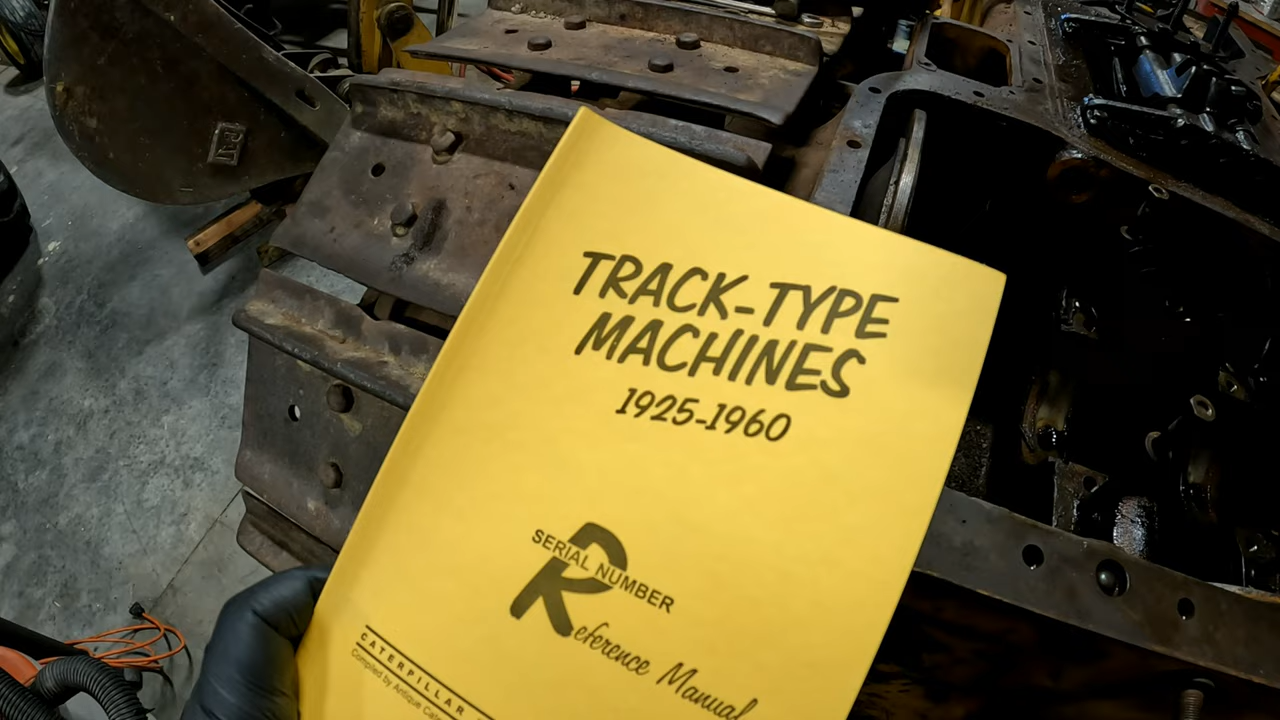 TRACK-TYPE
MACHINES
1925-1960
SERIAL NUMBER
Reference Manual
CATERPILLAR
Compiled by Antique